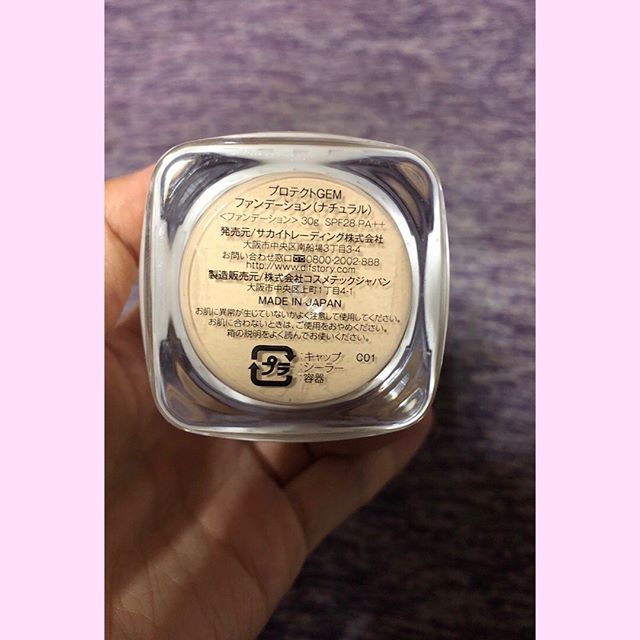 プロテクトGEM
ファンデーション(ナチュラル)
<ファンデーション> 30g SPF28 PA++
発売元/サカイトレーディング株式会社
大阪市中央区南船場3丁目3-4
お問い合わせ窓口 0800-2002-888
http://www.d1story.com
製造販売元/株式会社コスメテックジャパン
大阪市中央区上町1丁目4-1
MADE IN JAPAN
お肌に異常が生じていないかよく注意して使用してください。
お肌に合わないときは、ご使用をおやめください。
箱の説明をよく読んでお使いください。
プラ
キャップ C01
シーラー
容器